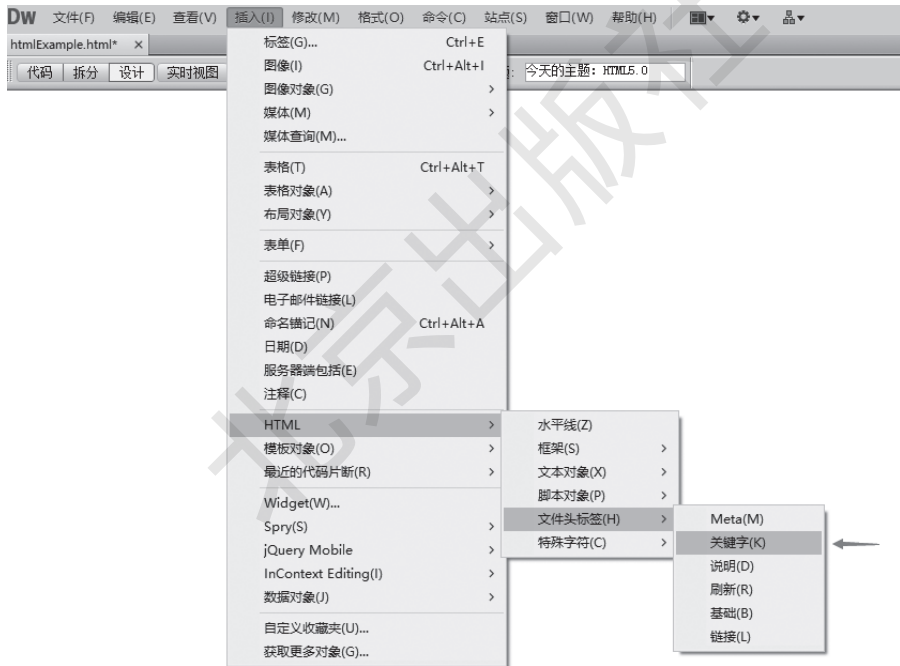 Dw 文件(F) 编辑(E) 查看(V) 插入(I) 修改(M) 格式(O) 命令(C) 站点(S) 窗口(W) 帮助(H)
htmlExample.html* ×
代码 拆分 设计 实时视图 今天的主题：HTML5.0
标签(G)... Ctrl+E
图像(I) Ctrl+Alt+I
图像对象(G)
媒体(M)
媒体查询(M)...
表格(T) Ctrl+Alt+T
表格对象(A)
布局对象(Y)
表单(F)
超级链接(P)
电子邮件链接(L)
命名锚记(N) Ctrl+Alt+A
日期(D)
服务器端包括(E)
注释(C)
HTML
模板对象(O)
最近的代码片断(R)
Widget(W)...
Spry(S)
jQuery Mobile
InContext Editing(I)
数据对象(J)
自定义收藏夹(U)...
获取更多对象(G)...
水平线(Z)
框架(S)
文本对象(X)
脚本对象(P)
文件头标签(H)
特殊字符(C)
Meta(M)
关键字(K)
说明(D)
刷新(R)
基础(B)
链接(L)
北京出版社